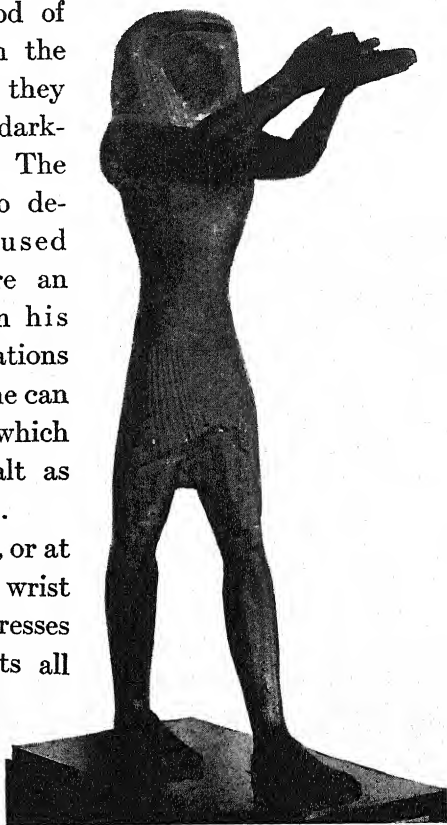 od of
n the
they
dark-
The
o de-
used
re an
n his
ations
ne can
which
alt as
.
, or at
wrist
resses
ts all